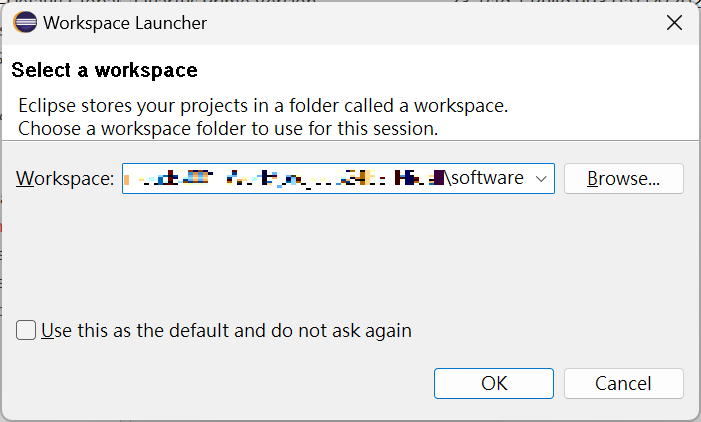 Workspace Launcher
Select a workspace
Eclipse stores your projects in a folder called a workspace.
Choose a workspace folder to use for this session.
Workspace: \software Browse...
Use this as the default and do not ask again
OK Cancel